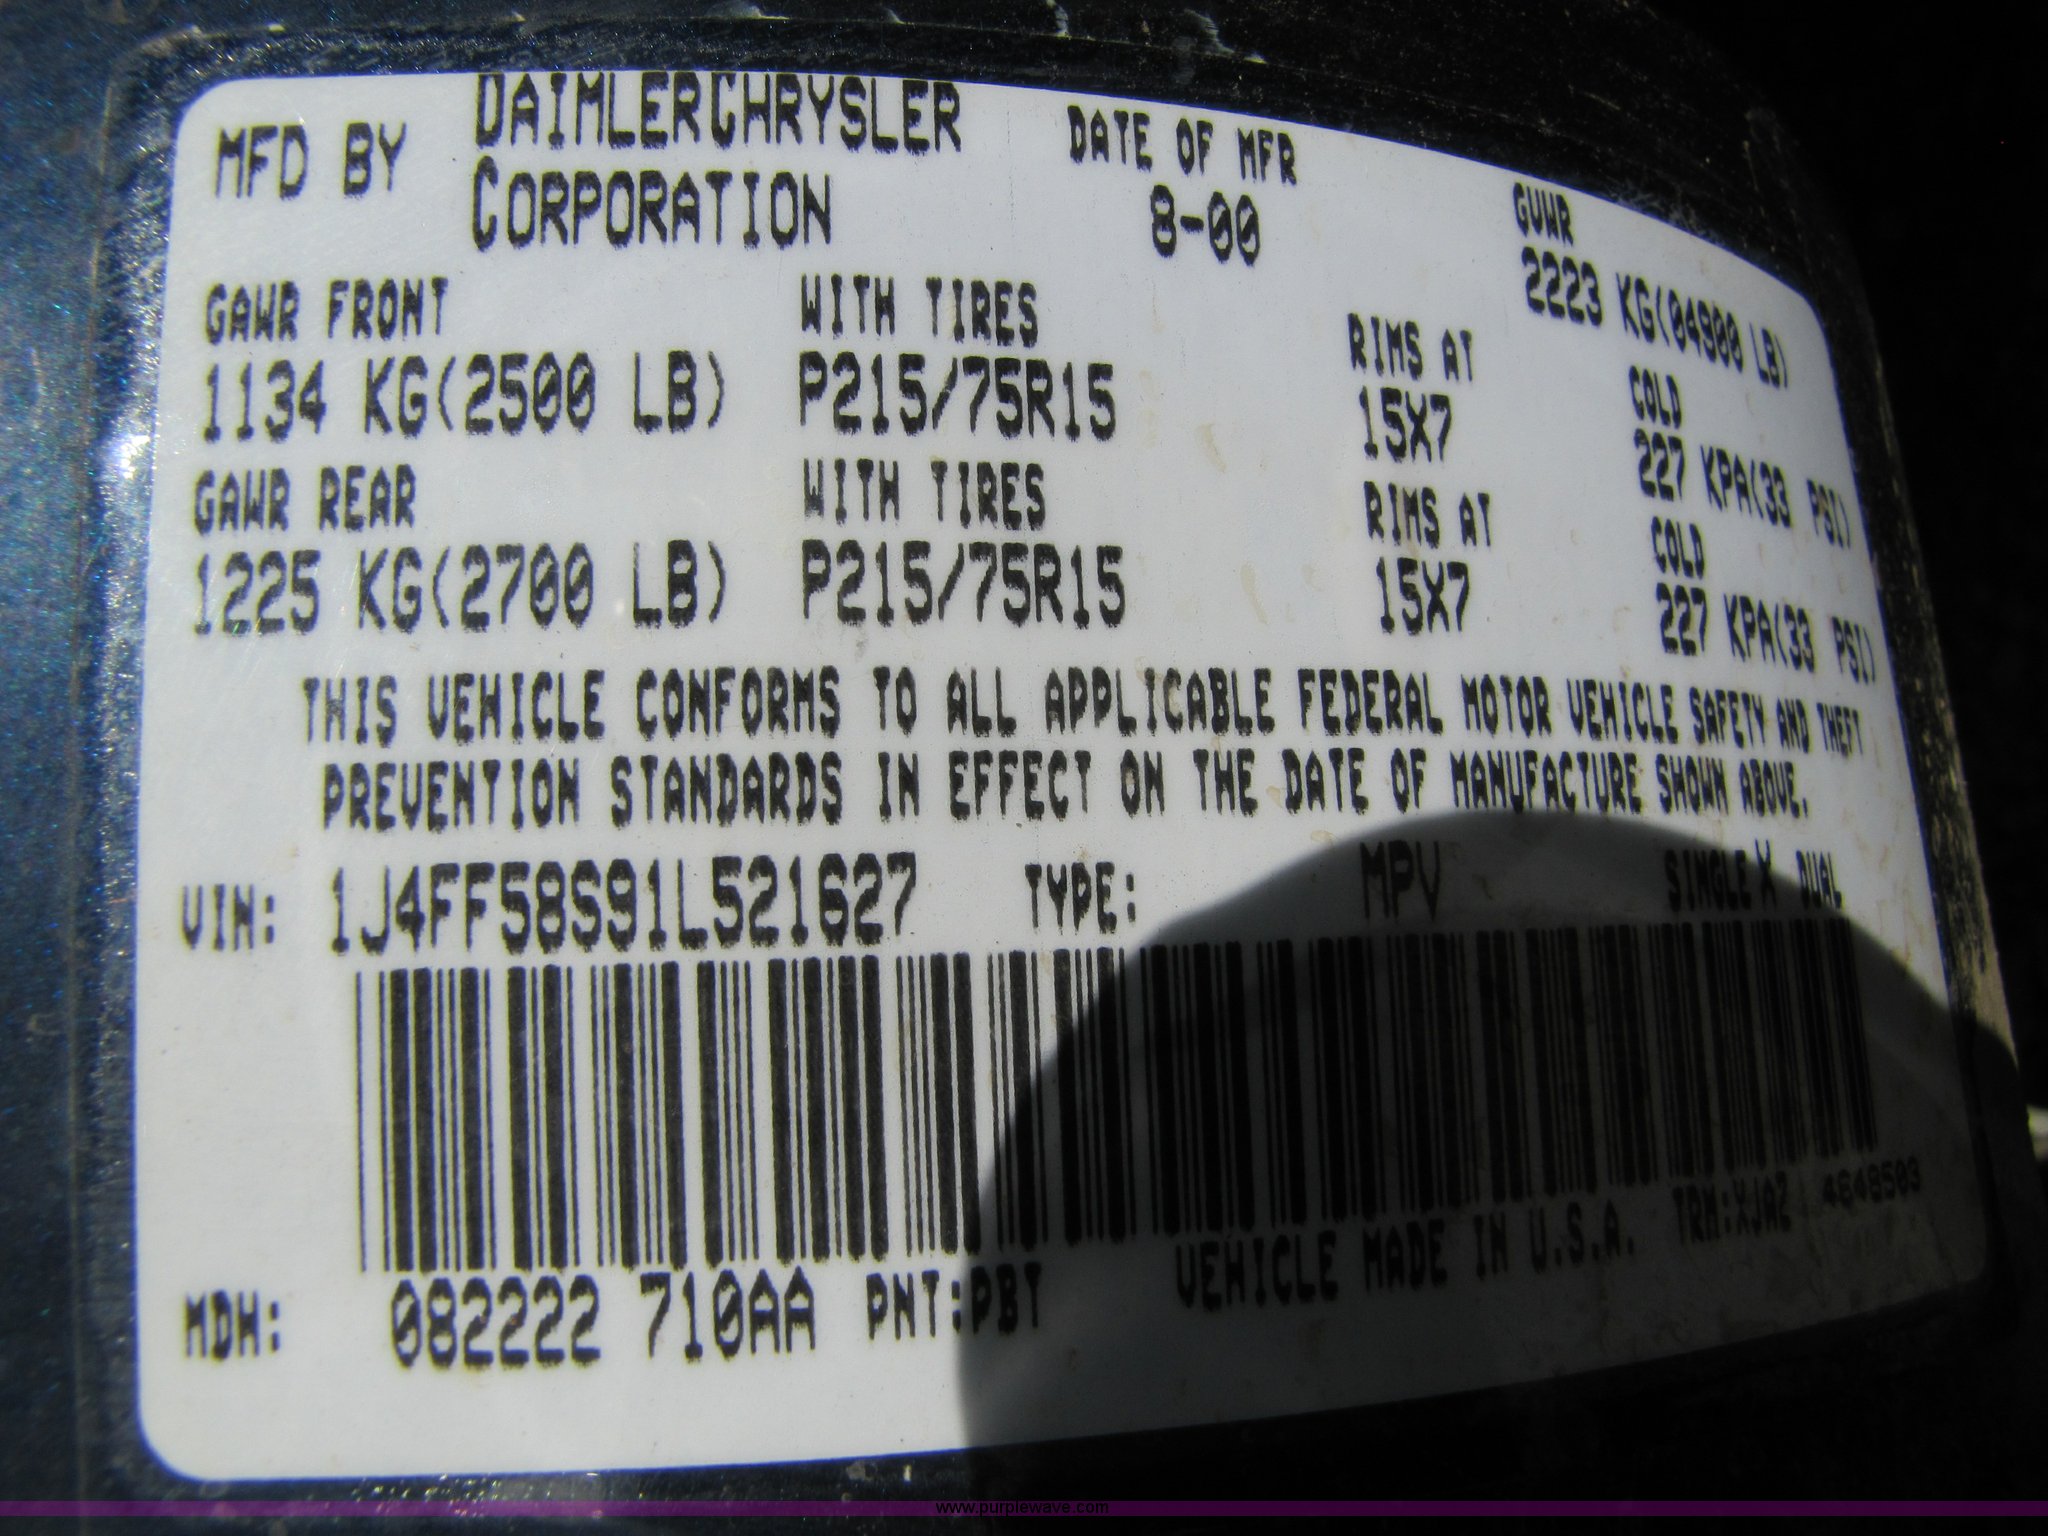 MFD BY DAIMLERCHRYSLER CORPORATION
DATE OF MFR 8-00
GVWR 2223 KG(04900 LB)
GAWR FRONT WITH TIRES RIMS AT COLD
1134 KG(2500 LB) P215/75R15 15X7 227 KPA(33 PSI)
GAWR REAR WITH TIRES RIMS AT COLD
1225 KG(2700 LB) P215/75R15 15X7 227 KPA(33 PSI)
THIS VEHICLE CONFORMS TO ALL APPLICABLE FEDERAL MOTOR VEHICLE SAFETY AND THEFT
PREVENTION STANDARDS IN EFFECT ON THE DATE OF MANUFACTURE SHOWN ABOVE.
VIN: 1J4FF58S91L521627 TYPE: MPV SINGLE X DUAL
VEHICLE MADE IN U.S.A. TRM:XJAZ 4648503
MDH: 082222 710AA PNT:PBT
www.purplewave.com